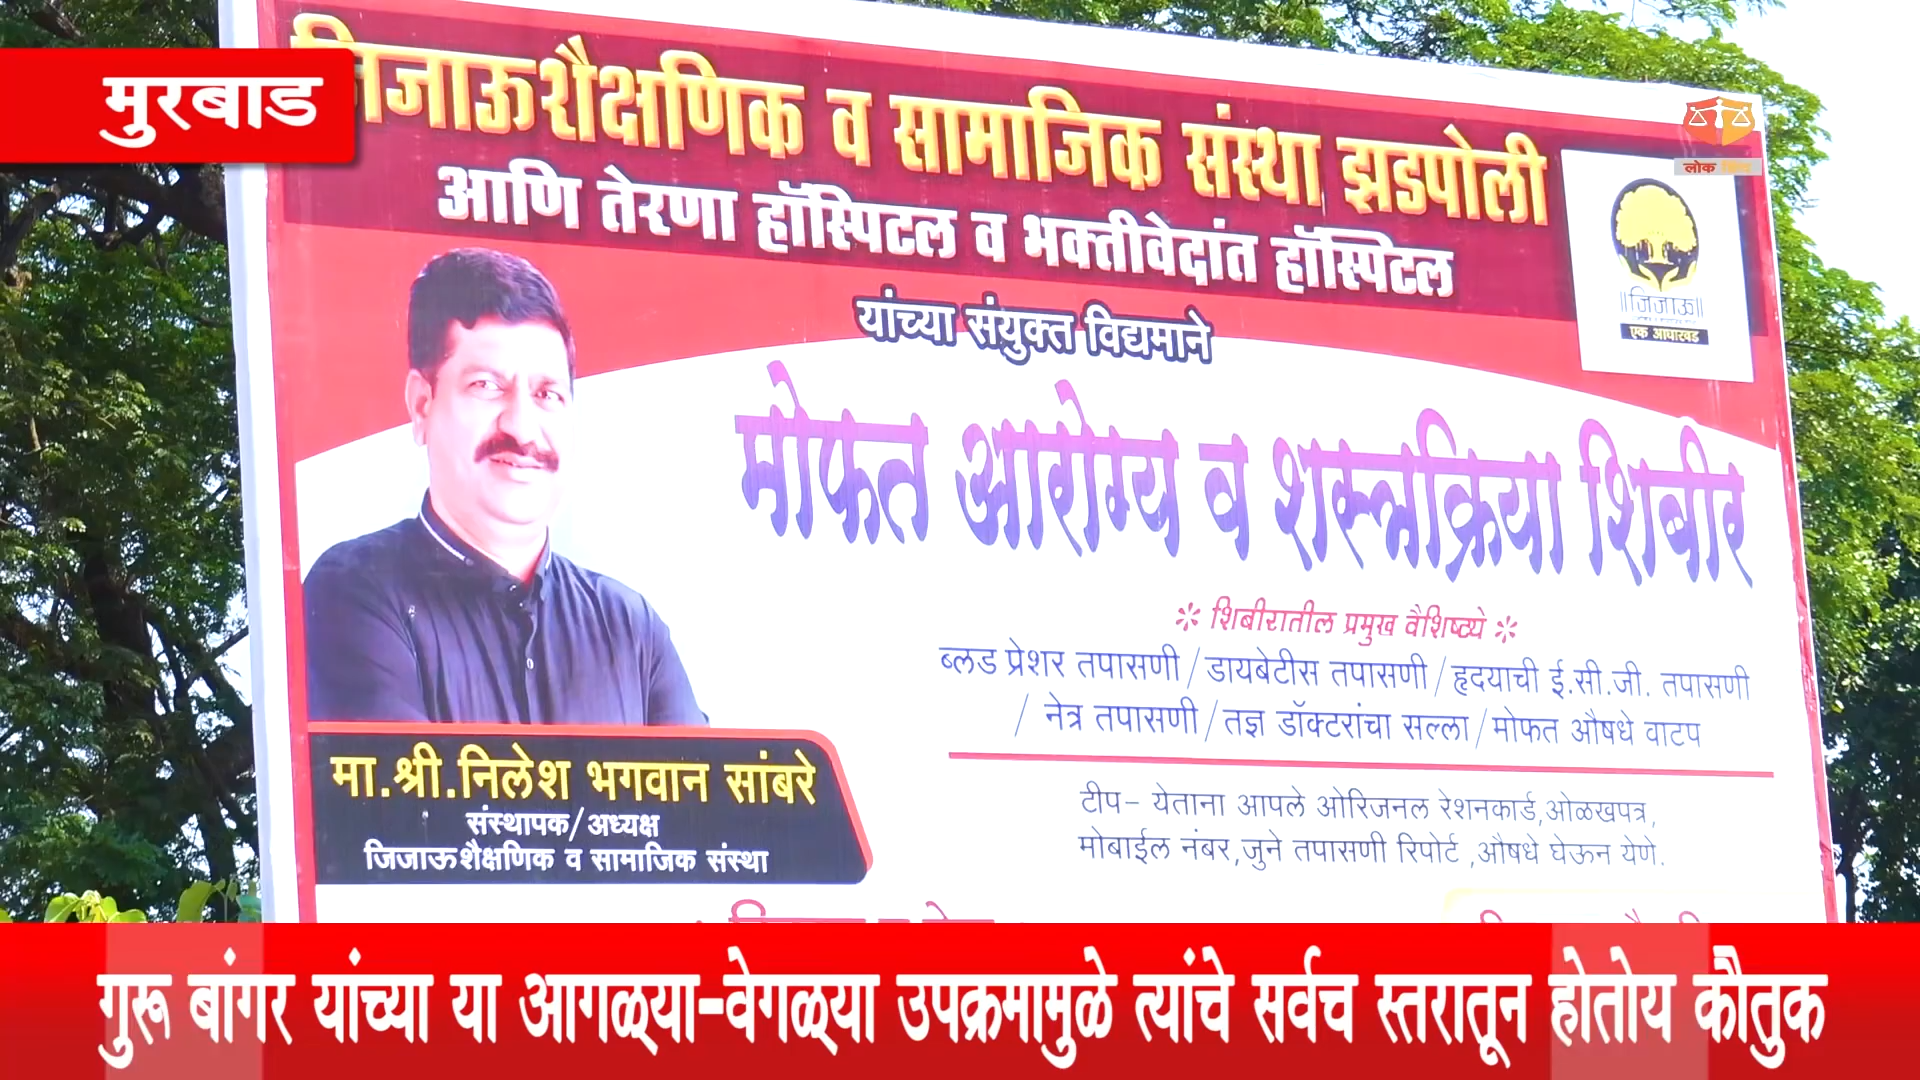 मुरबाड
जिजाऊ शैक्षणिक व सामाजिक संस्था झडपोली
आणि तेरणा हॉस्पिटल व भक्तीवेदांत हॉस्पिटल
यांच्या संयुक्त विद्यमाने
लोक
॥जिजाऊ॥
एक आधारवड
मोफत आरोग्य व शस्त्रक्रिया शिबीर
शिबीरातील प्रमुख वैशिष्ठ्ये
ब्लड प्रेशर तपासणी/डायबेटीस तपासणी/हृदयाची ई.सी.जी. तपासणी
/ नेत्र तपासणी/तज्ञ डॉक्टरांचा सल्ला/मोफत औषधे वाटप
मा.श्री.निलेश भगवान सांबरे
संस्थापक/अध्यक्ष
जिजाऊ शैक्षणिक व सामाजिक संस्था
टीप- येताना आपले ओरिजनल रेशनकार्ड,ओळखपत्र,
मोबाईल नंबर,जुने तपासणी रिपोर्ट ,औषधे घेऊन येणे.
गुरू बांगर यांच्या या आगळ्या-वेगळ्या उपक्रमामुळे त्यांचे सर्वच स्तरातून होतोय कौतुक